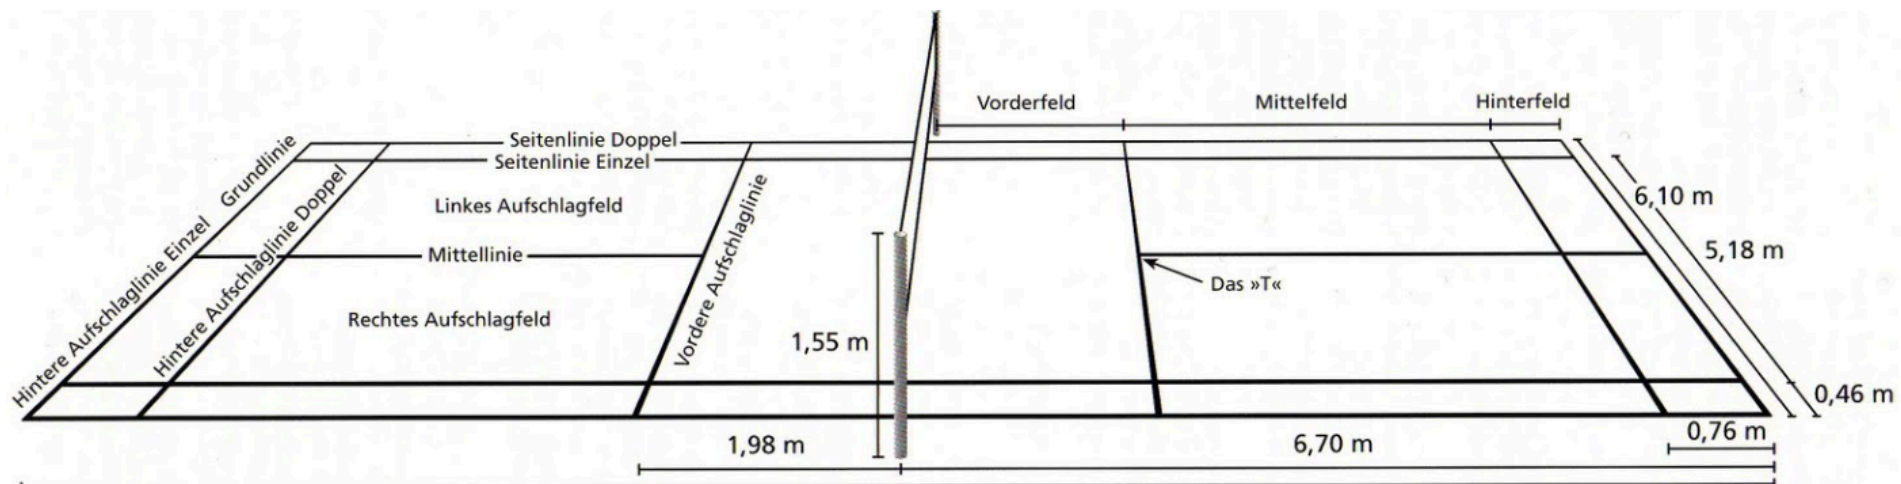 Vorderfeld
Mittelfeld
Hinterfeld
Seitenlinie Doppel
Seitenlinie Einzel
Grundlinie
Hintere Aufschlaglinie Einzel
Hintere Aufschlaglinie Doppel
Linkes Aufschlagfeld
Vordere Aufschlaglinie
6,10 m
5,18 m
Mittellinie
Das »T«
Rechtes Aufschlagfeld
1,55 m
0,46 m
1,98 m
6,70 m
0,76 m